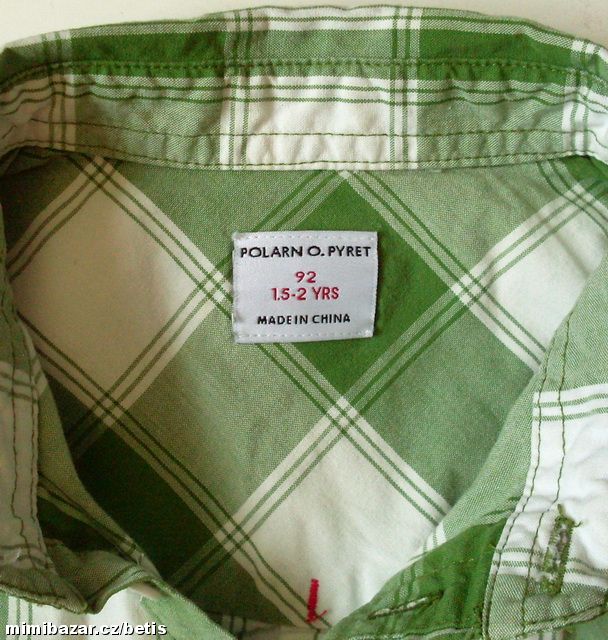 POLARN O. PYRET
92
1.5-2 YRS
MADE IN CHINA
mimibazar.cz/betis